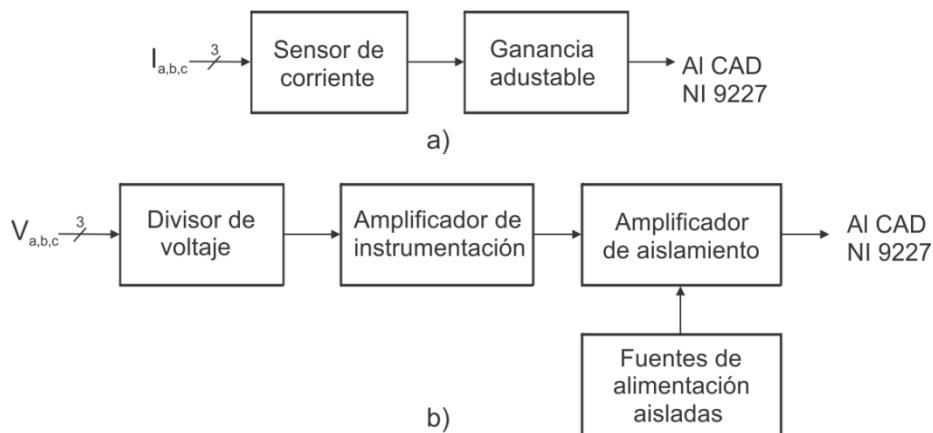 I a,b,c
3
Sensor de
corriente
Ganancia
adustable
Al CAD
NI 9227
a)
V a,b,c
3
Divisor de
voltaje
Amplificador de
instrumentación
Amplificador
de aislamiento
Al CAD
NI 9227
Fuentes de
alimentación
aisladas
b)